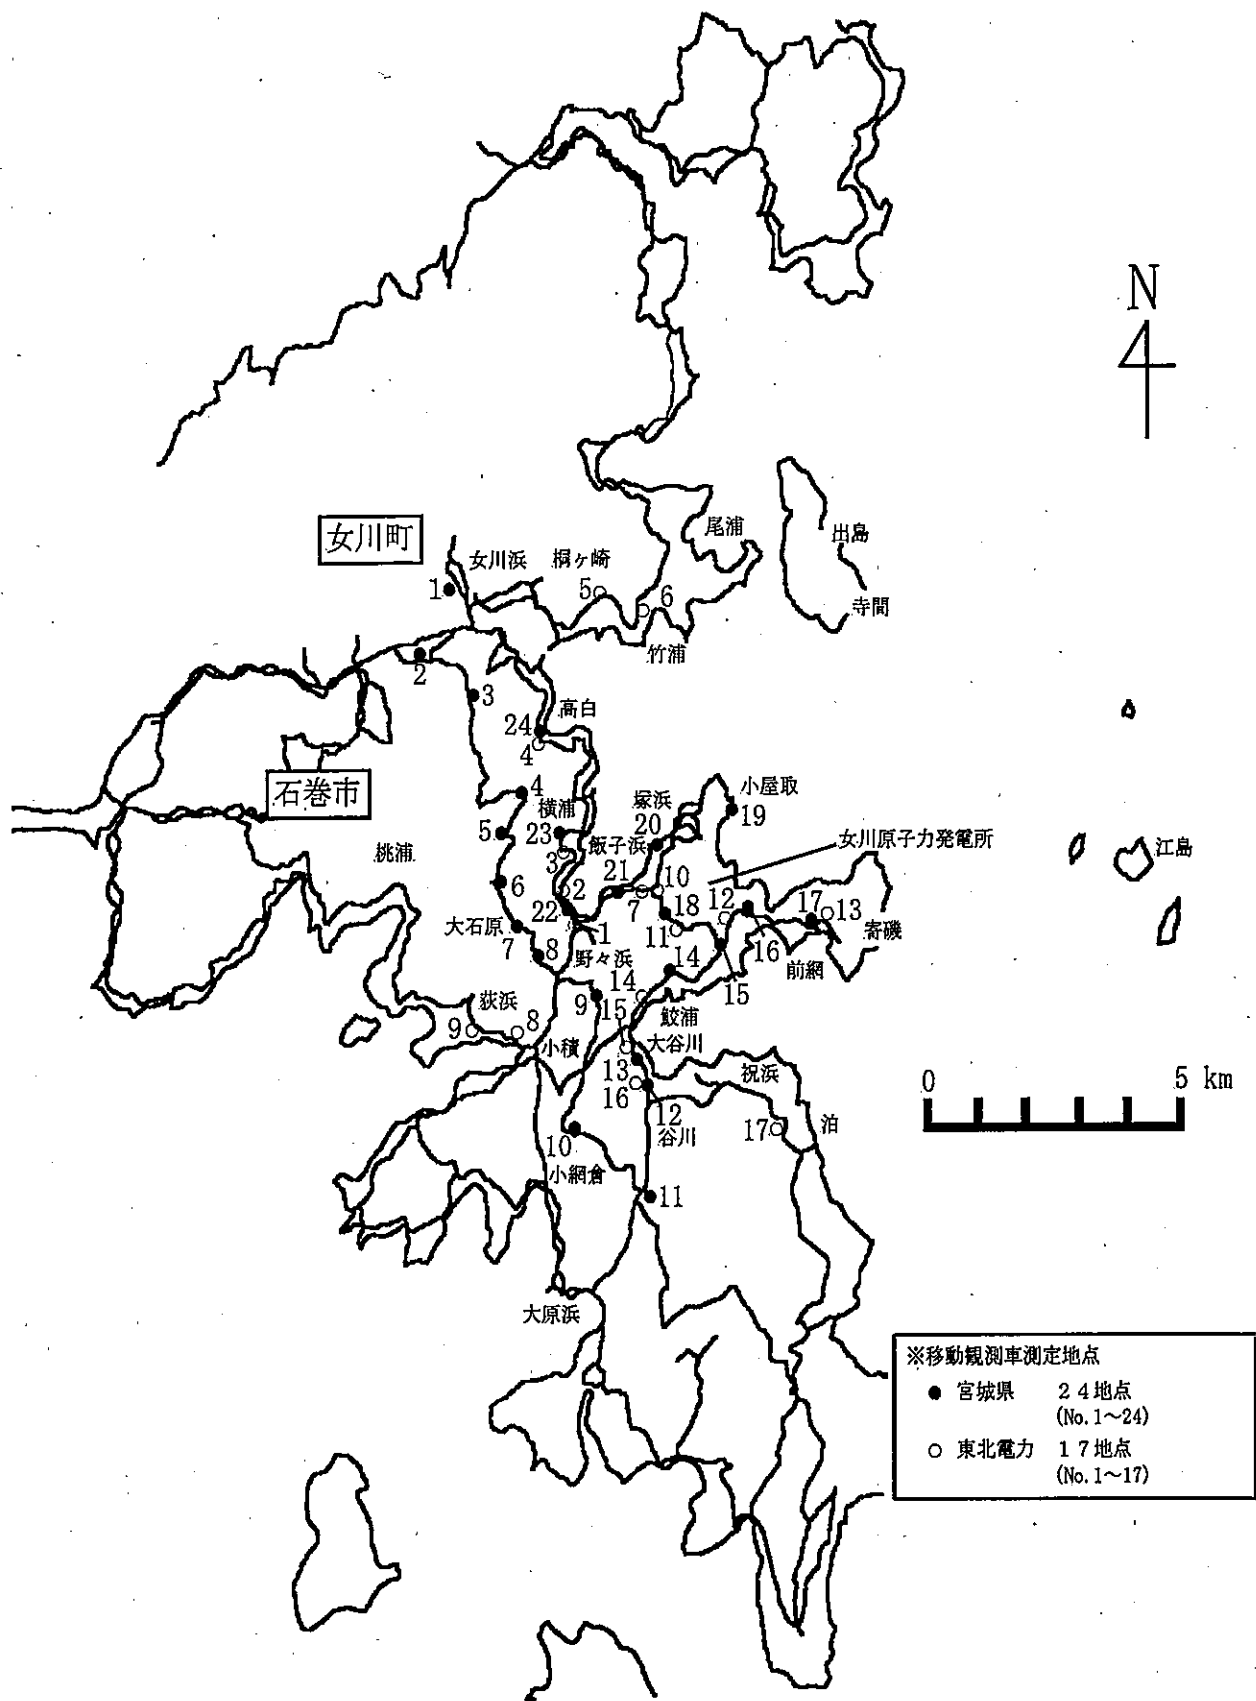 N
尾浦
女川町
出島
女川浜
桐ヶ崎
1
5
6
寺間
竹浦
2
3
高白
24
4
石巻市
4
小屋取
横浦
塚浜
19
5
23
20
女川原子力発電所
桃浦
3
飯子浜
江島
6
21
10
2
7
12
17
13
22
18
大石原
1
11
16
寄磯
7
8
野々浜
14
15
前網
荻浜
9
15
14
鮫浦
9
8
小積
大谷川
13
祝浜
0
5 km
16
12
17
泊
10
谷川
小網倉
11
大原浜
※移動観測車測定地点
● 宮城県 24地点
(No.1～24)
○ 東北電力 17地点
(No.1～17)